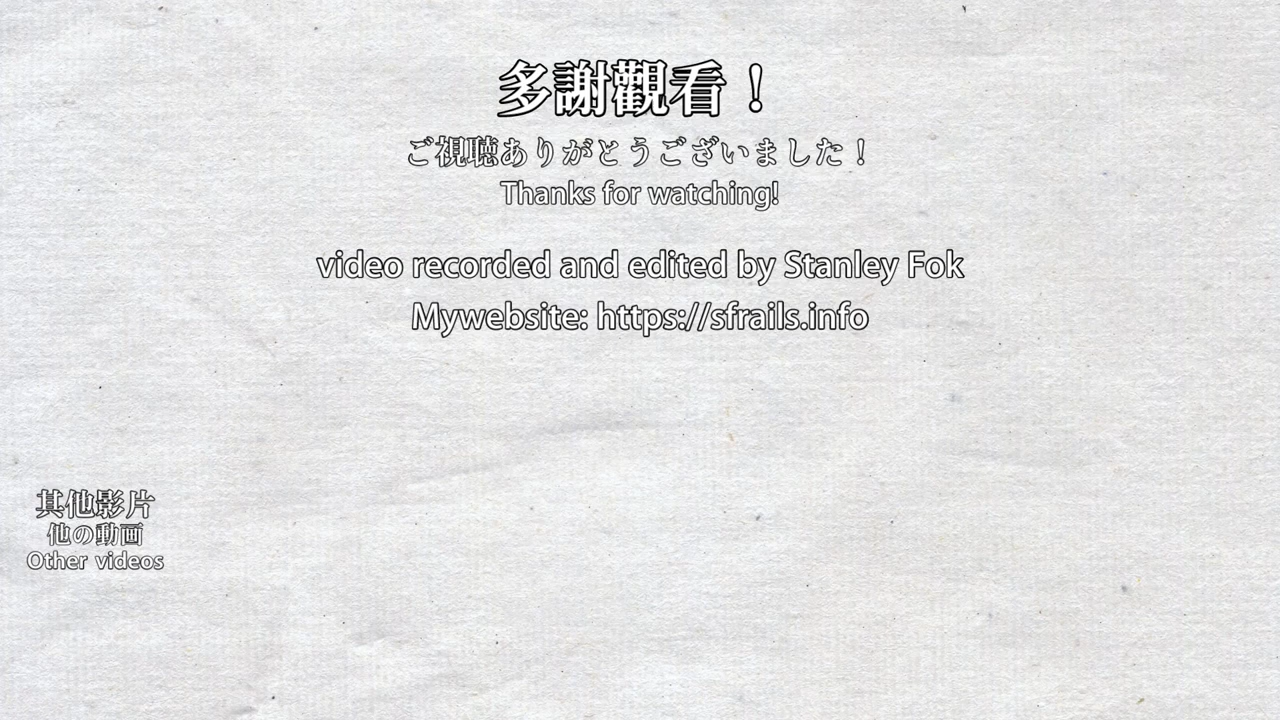 多謝觀看！
ご視聴ありがとうございました！
Thanks for watching!
video recorded and edited by Stanley Fok
Mywebsite: https://sfrails.info
其他影片
他の動画
Other videos